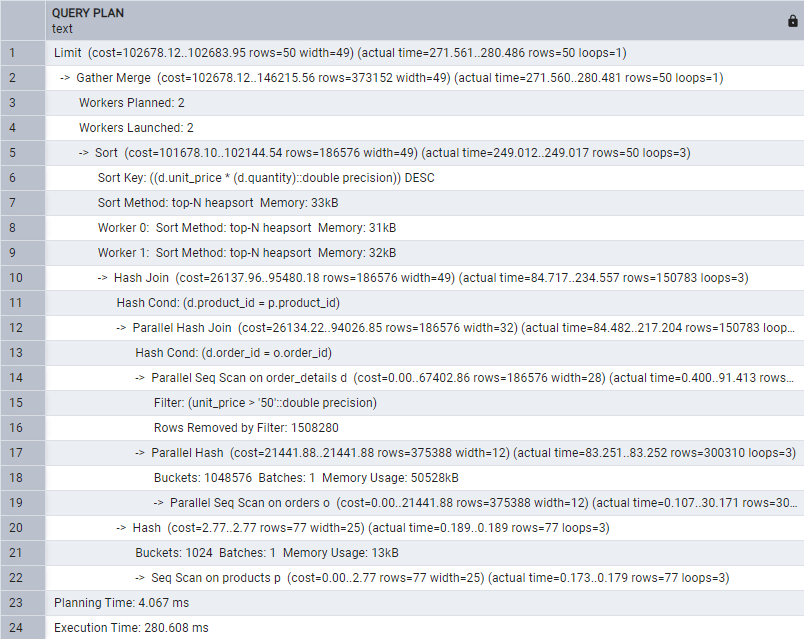 QUERY PLAN
text
1 Limit (cost=102678.12..102683.95 rows=50 width=49) (actual time=271.561..280.486 rows=50 loops=1)
2 -> Gather Merge (cost=102678.12..146215.56 rows=373152 width=49) (actual time=271.560..280.481 rows=50 loops=1)
3 Workers Planned: 2
4 Workers Launched: 2
5 -> Sort (cost=101678.10..102144.54 rows=186576 width=49) (actual time=249.012..249.017 rows=50 loops=3)
6 Sort Key: ((d.unit_price * (d.quantity)::double precision)) DESC
7 Sort Method: top-N heapsort Memory: 33kB
8 Worker 0: Sort Method: top-N heapsort Memory: 31kB
9 Worker 1: Sort Method: top-N heapsort Memory: 32kB
10 -> Hash Join (cost=26137.96..95480.18 rows=186576 width=49) (actual time=84.717..234.557 rows=150783 loops=3)
11 Hash Cond: (d.product_id = p.product_id)
12 -> Parallel Hash Join (cost=26134.22..94026.85 rows=186576 width=32) (actual time=84.482..217.204 rows=150783 loop...
13 Hash Cond: (d.order_id = o.order_id)
14 -> Parallel Seq Scan on order_details d (cost=0.00..67402.86 rows=186576 width=28) (actual time=0.400..91.413 rows...
15 Filter: (unit_price > '50'::double precision)
16 Rows Removed by Filter: 1508280
17 -> Parallel Hash (cost=21441.88..21441.88 rows=375388 width=12) (actual time=83.251..83.252 rows=300310 loops=3)
18 Buckets: 1048576 Batches: 1 Memory Usage: 50528kB
19 -> Parallel Seq Scan on orders o (cost=0.00..21441.88 rows=375388 width=12) (actual time=0.107..30.171 rows=30...
20 -> Hash (cost=2.77..2.77 rows=77 width=25) (actual time=0.189..0.189 rows=77 loops=3)
21 Buckets: 1024 Batches: 1 Memory Usage: 13kB
22 -> Seq Scan on products p (cost=0.00..2.77 rows=77 width=25) (actual time=0.173..0.179 rows=77 loops=3)
23 Planning Time: 4.067 ms
24 Execution Time: 280.608 ms